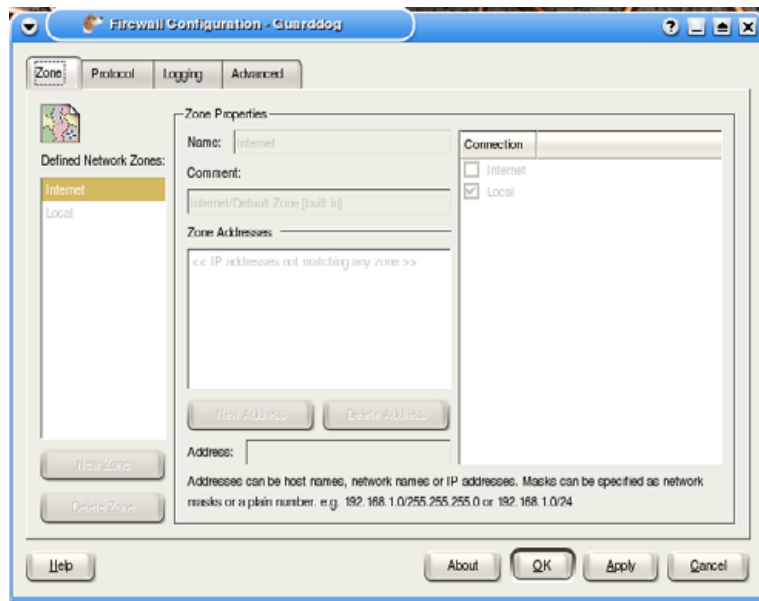 Firewall Configuration - Guarddog
Zone
Protocol
Logging
Advanced
Defined Network Zones:
Internet
Local
New Zone
Delete Zone
Zone Properties
Name: Internet
Comment:
Internet/Default Zone [built in]
Zone Addresses
<< IP addresses not matching any zone >>
New Address
Delete Address
Address:
Connection
Internet
Local
Addresses can be host names, network names or IP addresses. Masks can be specified as network
masks or a plain number. e.g. 192.168.1.0/255.255.255.0 or 192.168.1.0/24
Help
About
OK
Apply
Cancel